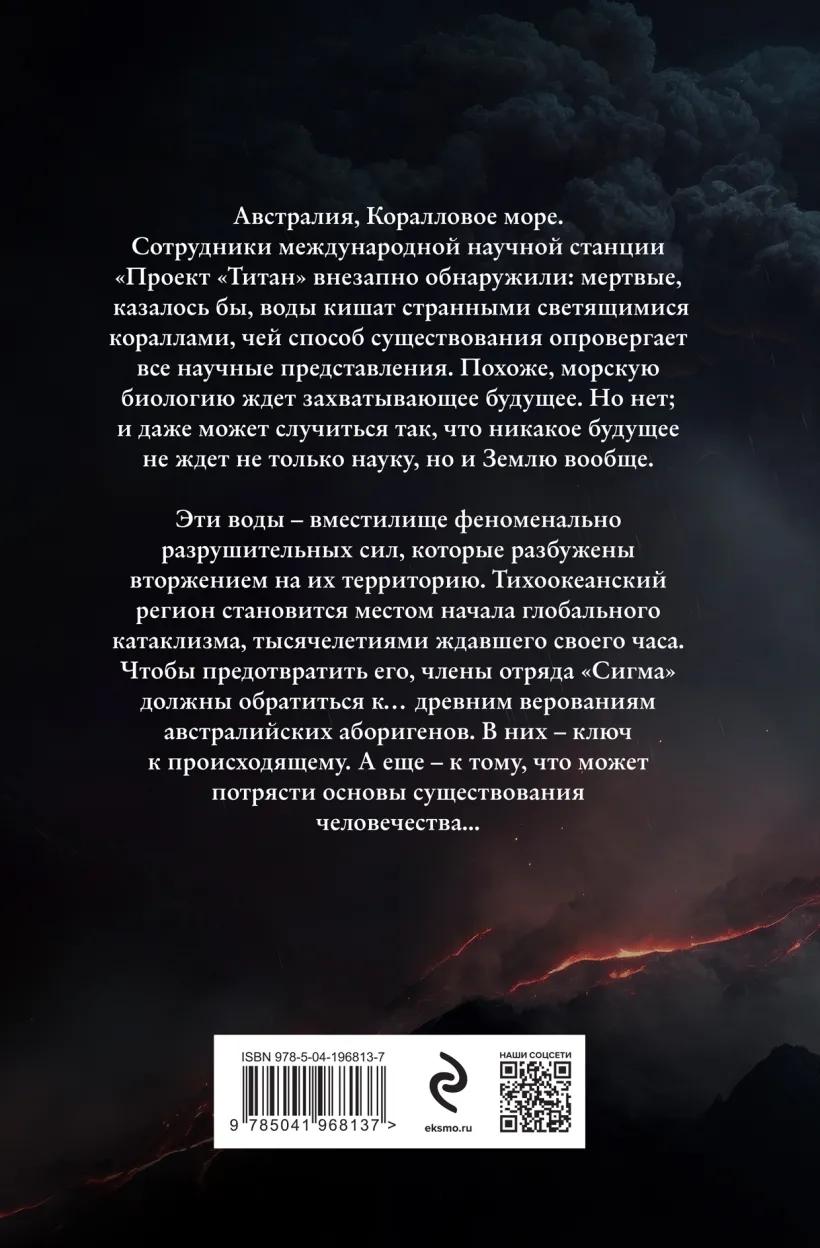 Австралия, Коралловое море.
Сотрудники международной научной станции
«Проект «Титан» внезапно обнаружили: мертвые,
казалось бы, воды кишат странными светящимися
кораллами, чей способ существования опровергает
все научные представления. Похоже, морскую
биологию ждет захватывающее будущее. Но нет;
и даже может случиться так, что никакое будущее
не ждет не только науку, но и Землю вообще.
Эти воды – вместилище феноменально
разрушительных сил, которые разбужены
вторжением на их территорию. Тихоокеанский
регион становится местом начала глобального
катаклизма, тысячелетиями ждавшего своего часа.
Чтобы предотвратить его, члены отряда «Сигма»
должны обратиться к… древним верованиям
австралийских аборигенов. В них – ключ
к происходящему. А еще – к тому, что может
потрясти основы существования
человечества...
ISBN 978-5-04-196813-7
9 785041 968137 >
eksmo.ru
НАШИ СОЦСЕТИ